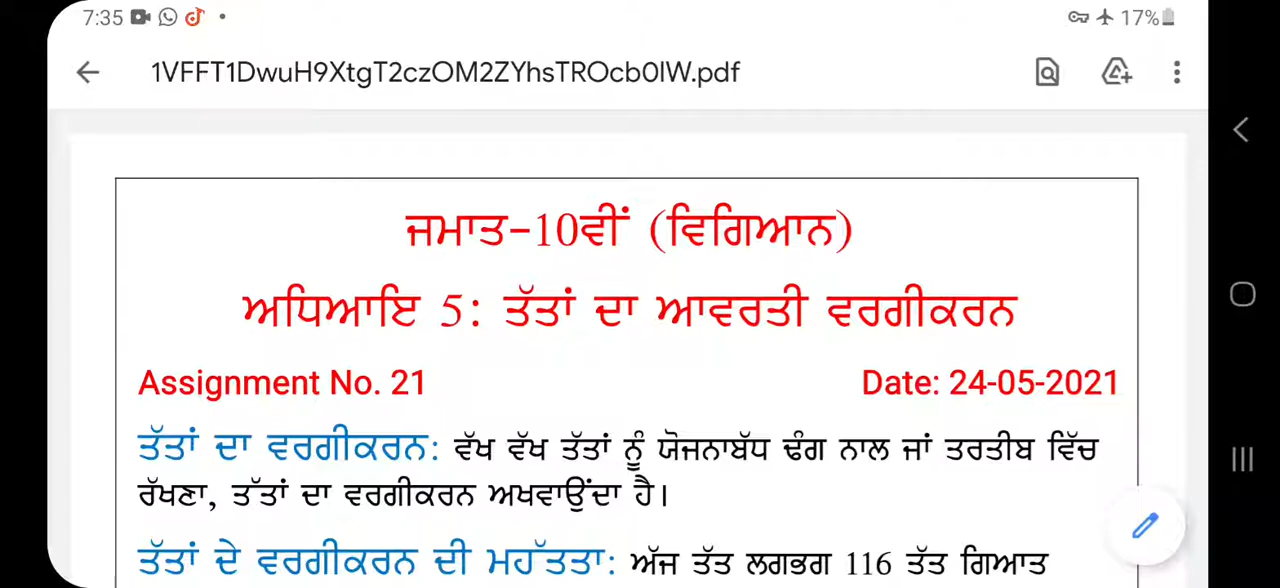 7:35
17%
1VFFT1DwuH9XtgT2czOM2ZYhsTROcb0lW.pdf
ਜਮਾਤ-10ਵੀਂ (ਵਿਗਿਆਨ)
ਅਧਿਆਇ 5: ਤੱਤਾਂ ਦਾ ਆਵਰਤੀ ਵਰਗੀਕਰਨ
Assignment No. 21 Date: 24-05-2021
ਤੱਤਾਂ ਦਾ ਵਰਗੀਕਰਨ: ਵੱਖ ਵੱਖ ਤੱਤਾਂ ਨੂੰ ਯੋਜਨਾਬੱਧ ਢੰਗ ਨਾਲ ਜਾਂ ਤਰਤੀਬ ਵਿੱਚ
ਰੱਖਣਾ, ਤੱਤਾਂ ਦਾ ਵਰਗੀਕਰਨ ਅਖਵਾਉਂਦਾ ਹੈ।
ਤੱਤਾਂ ਦੇ ਵਰਗੀਕਰਨ ਦੀ ਮਹੱਤਤਾ: ਅੱਜ ਤੱਤ ਲਗਭਗ 116 ਤੱਤ ਗਿਆਤ